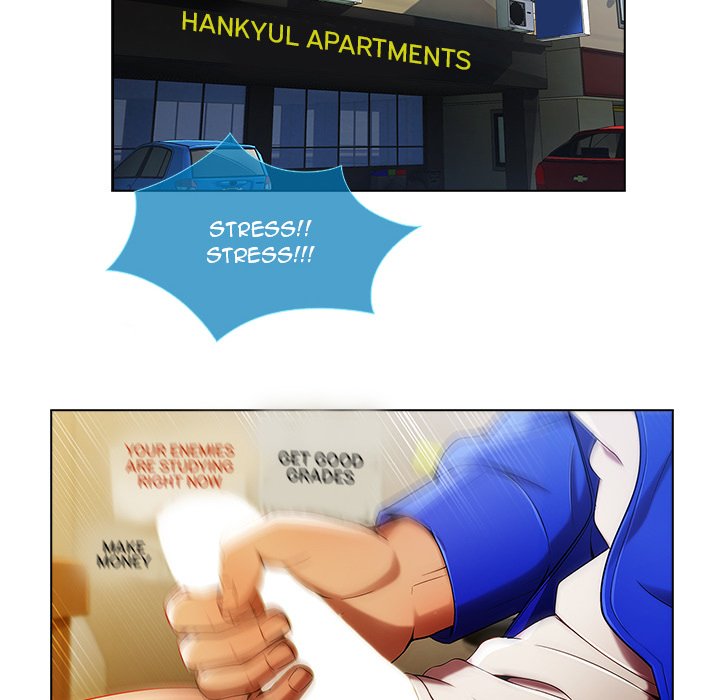 HANKYUL APARTMENTS
STRESS!!
STRESS!!!
YOUR ENEMIES
ARE STUDYING
RIGHT NOW
GET GOOD
GRADES
MAKE
MONEY